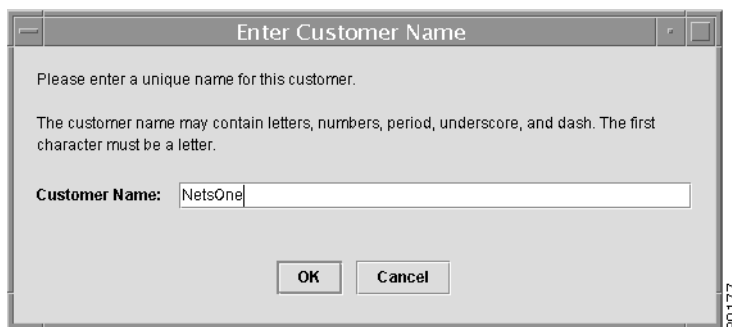 Enter Customer Name
Please enter a unique name for this customer.
The customer name may contain letters, numbers, period, underscore, and dash. The first
character must be a letter.
Customer Name: NetsOne
OK Cancel